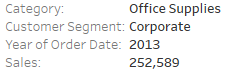 Category: Office Supplies
Customer Segment: Corporate
Year of Order Date: 2013
Sales: 252,589